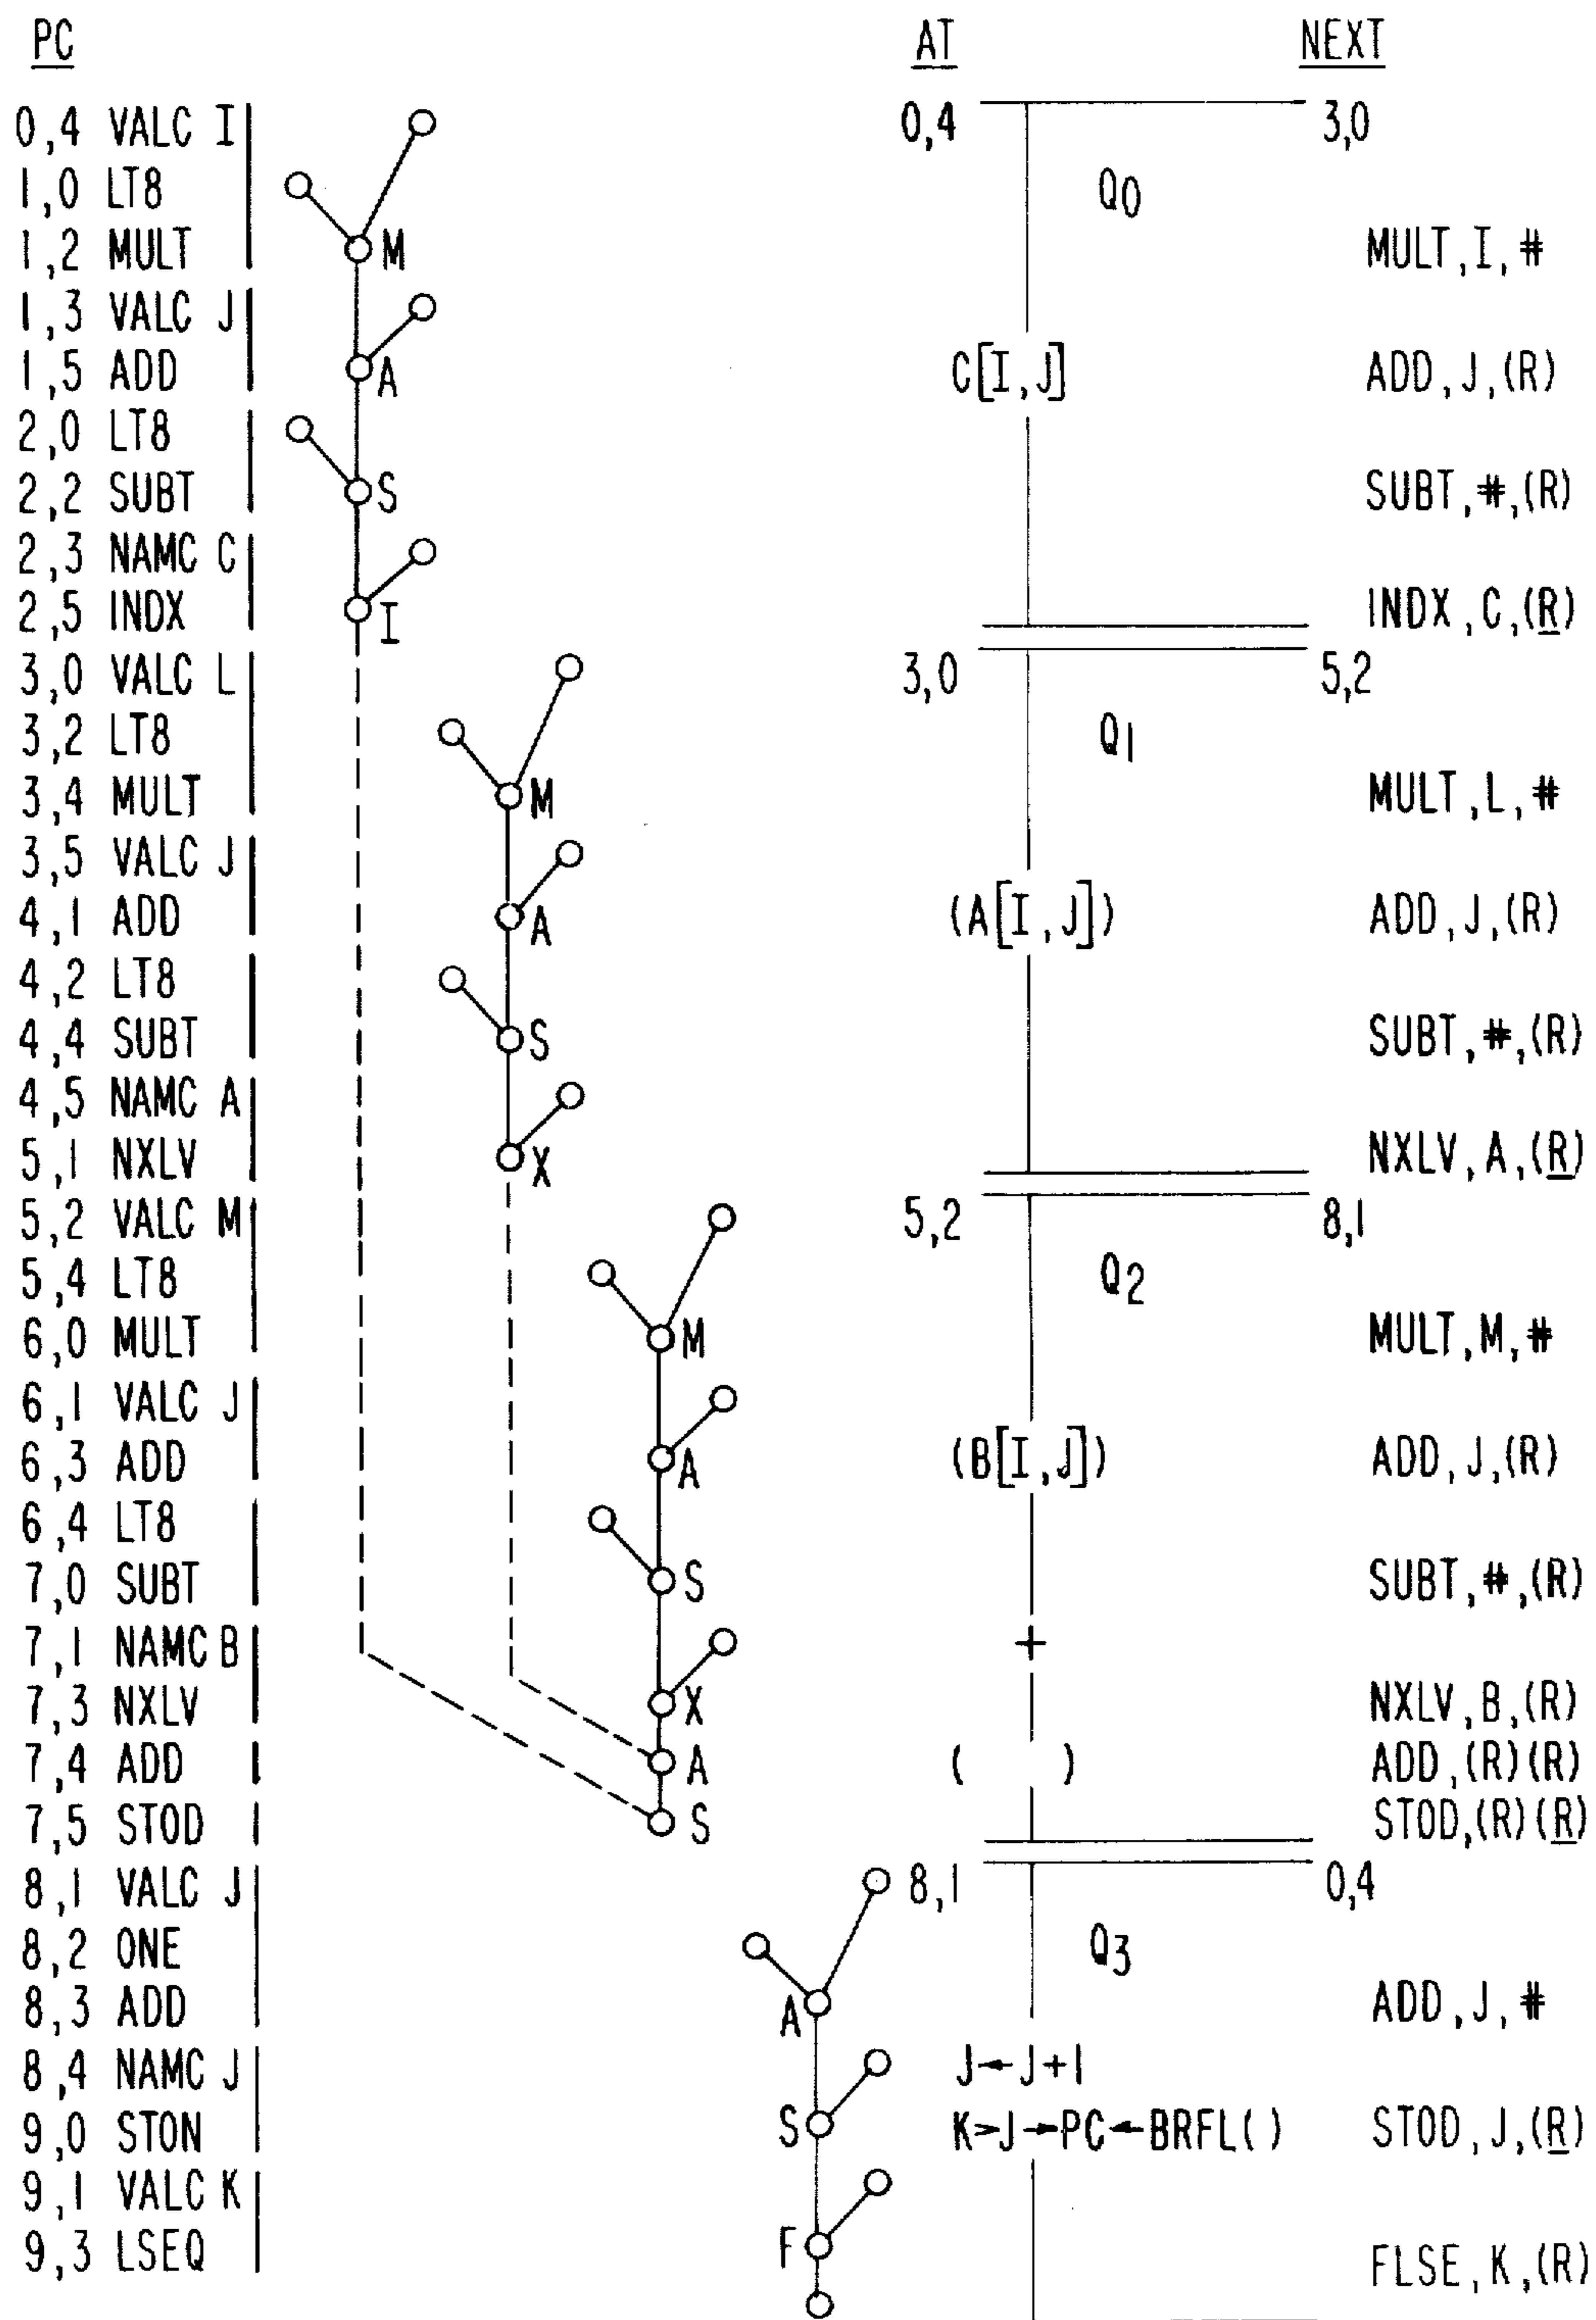 PC AT NEXT
0,4 VALC I 0,4 3,0
1,0 LT8 Q0
1,2 MULT M MULT,I,#
1,3 VALC J
1,5 ADD A C[I,J] ADD,J,(R)
2,0 LT8
2,2 SUBT S SUBT,#,(R)
2,3 NAMC C
2,5 INDX I INDX,C,(R)
3,0 VALC L 3,0 5,2
3,2 LT8 Q1
3,4 MULT M MULT,L,#
3,5 VALC J
4,1 ADD A (A[I,J]) ADD,J,(R)
4,2 LT8
4,4 SUBT S SUBT,#,(R)
4,5 NAMC A
5,1 NXLV X NXLV,A,(R)
5,2 VALC M 5,2 8,1
5,4 LT8 Q2
6,0 MULT M MULT,M,#
6,1 VALC J
6,3 ADD A (B[I,J]) ADD,J,(R)
6,4 LT8
7,0 SUBT S SUBT,#,(R)
7,1 NAMC B +
7,3 NXLV X NXLV,B,(R)
7,4 ADD A ( ) ADD,(R)(R)
7,5 STOD S STOD,(R)(R)
8,1 VALC J 8,1 0,4
8,2 ONE Q3
8,3 ADD A ADD,J,#
8,4 NAMC J J←J+1
9,0 STON S K>J→PC←BRFL( ) STOD,J,(R)
9,1 VALC K
9,3 LSEQ F FLSE,K,(R)